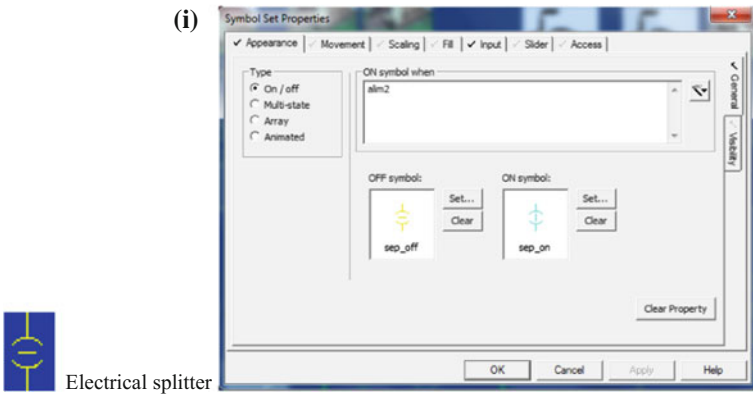 (i)
Symbol Set Properties
Appearance Movement Scaling Fill Input Slider Access
Type
On / off
Multi-state
Array
Animated
ON symbol when
alim2
General
Visibility
OFF symbol:
sep_off
Set...
Clear
ON symbol:
sep_on
Set...
Clear
Clear Property
OK Cancel Apply Help
Electrical splitter